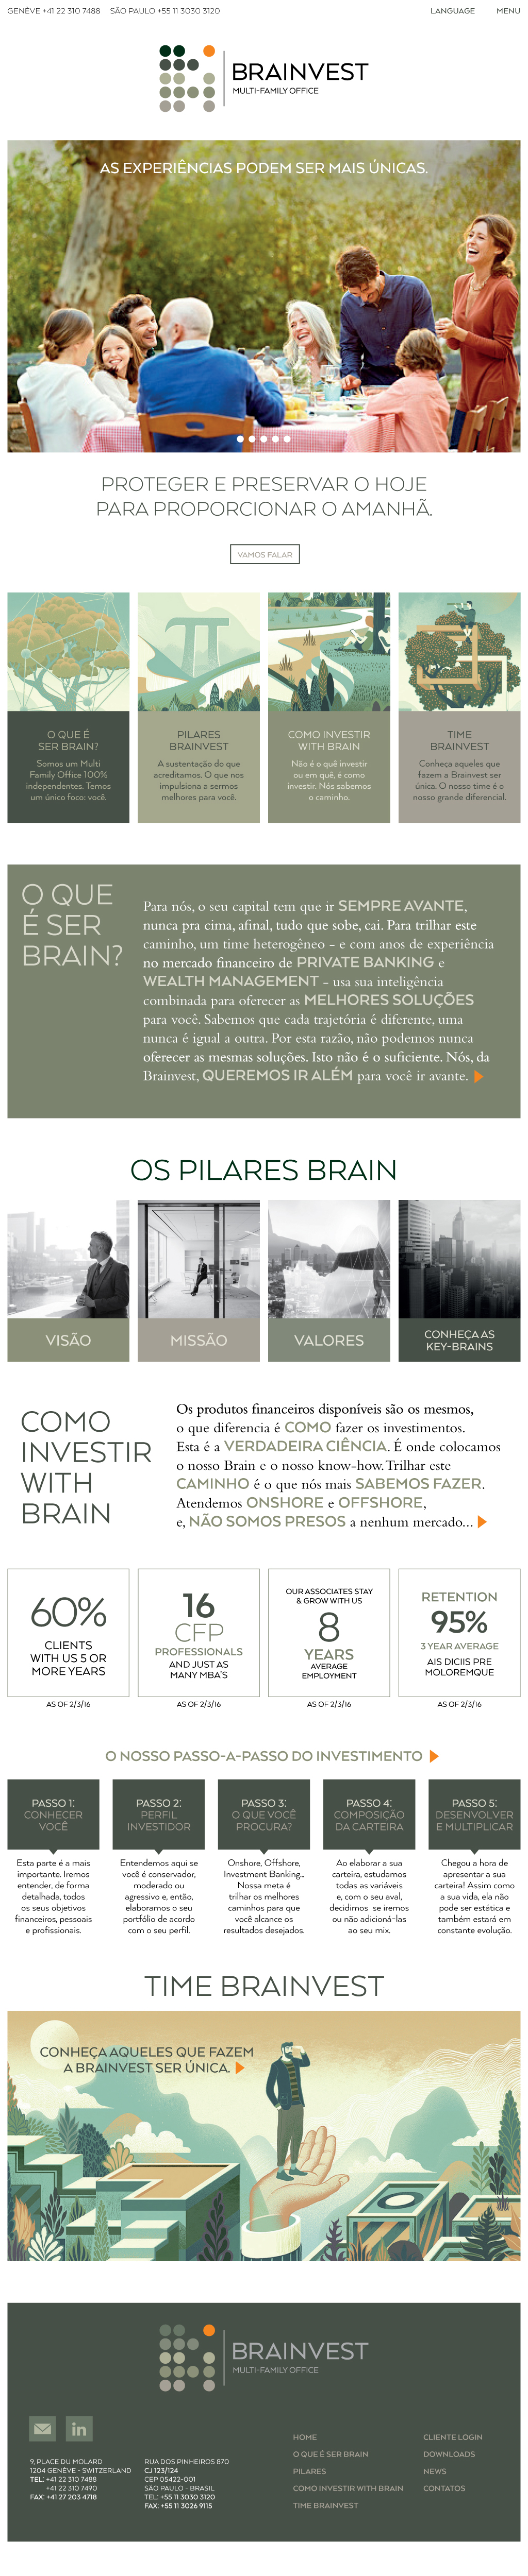 GENÈVE +41 22 310 7488 SÃO PAULO +55 11 3030 3120 LANGUAGE MENU
BRAINVEST
MULTI-FAMILY OFFICE
AS EXPERIÊNCIAS PODEM SER MAIS ÚNICAS.
PROTEGER E PRESERVAR O HOJE
PARA PROPORCIONAR O AMANHÃ.
VAMOS FALAR
O QUE É
SER BRAIN?
Somos um Multi
Family Office 100%
independentes. Temos
um único foco: você.
PILARES
BRAINVEST
A sustentação do que
acreditamos. O que nos
impulsiona a sermos
melhores para você.
COMO INVESTIR
WITH BRAIN
Não é o quê investir
ou em quê, é como
investir. Nós sabemos
o caminho.
TIME
BRAINVEST
Conheça aqueles que
fazem a Brainvest ser
única. O nosso time é o
nosso grande diferencial.
O QUE
É SER
BRAIN?
Para nós, o seu capital tem que ir SEMPRE AVANTE,
nunca pra cima, afinal, tudo que sobe, cai. Para trilhar este
caminho, um time heterogêneo - e com anos de experiência
no mercado financeiro de PRIVATE BANKING e
WEALTH MANAGEMENT - usa sua inteligência
combinada para oferecer as MELHORES SOLUÇÕES
para você. Sabemos que cada trajetória é diferente, uma
nunca é igual a outra. Por esta razão, não podemos nunca
oferecer as mesmas soluções. Isto não é o suficiente. Nós, da
Brainvest, QUEREMOS IR ALÉM para você ir avante.
OS PILARES BRAIN
VISÃO
MISSÃO
VALORES
CONHEÇA AS
KEY-BRAINS
COMO
INVESTIR
WITH
BRAIN
Os produtos financeiros disponíveis são os mesmos,
o que diferencia é COMO fazer os investimentos.
Esta é a VERDADEIRA CIÊNCIA. É onde colocamos
o nosso Brain e o nosso know-how. Trilhar este
CAMINHO é o que nós mais SABEMOS FAZER.
Atendemos ONSHORE e OFFSHORE,
e, NÃO SOMOS PRESOS a nenhum mercado...
60%
CLIENTS
WITH US 5 OR
MORE YEARS
AS OF 2/3/16
16
CFP
PROFESSIONALS
AND JUST AS
MANY MBA'S
AS OF 2/3/16
OUR ASSOCIATES STAY
& GROW WITH US
8
YEARS
AVERAGE
EMPLOYMENT
AS OF 2/3/16
RETENTION
95%
3 YEAR AVERAGE
AIS DICIIS PRE
MOLOREMQUE
AS OF 2/3/16
O NOSSO PASSO-A-PASSO DO INVESTIMENTO
PASSO 1:
CONHECER
VOCÊ
Esta parte é a mais
importante. Iremos
entender, de forma
detalhada, todos
os seus objetivos
financeiros, pessoais
e profissionais.
PASSO 2:
PERFIL
INVESTIDOR
Entendemos aqui se
você é conservador,
moderado ou
agressivo e, então,
elaboramos o seu
portfólio de acordo
com o seu perfil.
PASSO 3:
O QUE VOCÊ
PROCURA?
Onshore, Offshore,
Investment Banking...
Nossa meta é
trilhar os melhores
caminhos para que
você alcance os
resultados desejados.
PASSO 4:
COMPOSIÇÃO
DA CARTEIRA
Ao elaborar a sua
carteira, estudamos
todas as variáveis
e, com o seu aval,
decidimos se iremos
ou não adicioná-las
ao seu mix.
PASSO 5:
DESENVOLVER
E MULTIPLICAR
Chegou a hora de
apresentar a sua
carteira! Assim como
a sua vida, ela não
pode ser estática e
também estará em
constante evolução.
TIME BRAINVEST
CONHEÇA AQUELES QUE FAZEM
A BRAINVEST SER ÚNICA.
BRAINVEST
MULTI-FAMILY OFFICE
in
9, PLACE DU MOLARD
1204 GENÈVE - SWITZERLAND
TEL: +41 22 310 7488
+41 22 310 7490
FAX: +41 27 203 4718
RUA DOS PINHEIROS 870
CJ 123/124
CEP 05422-001
SÃO PAULO - BRASIL
TEL: +55 11 3030 3120
FAX: +55 11 3026 9115
HOME
O QUE É SER BRAIN
PILARES
COMO INVESTIR WITH BRAIN
TIME BRAINVEST
CLIENTE LOGIN
DOWNLOADS
NEWS
CONTATOS